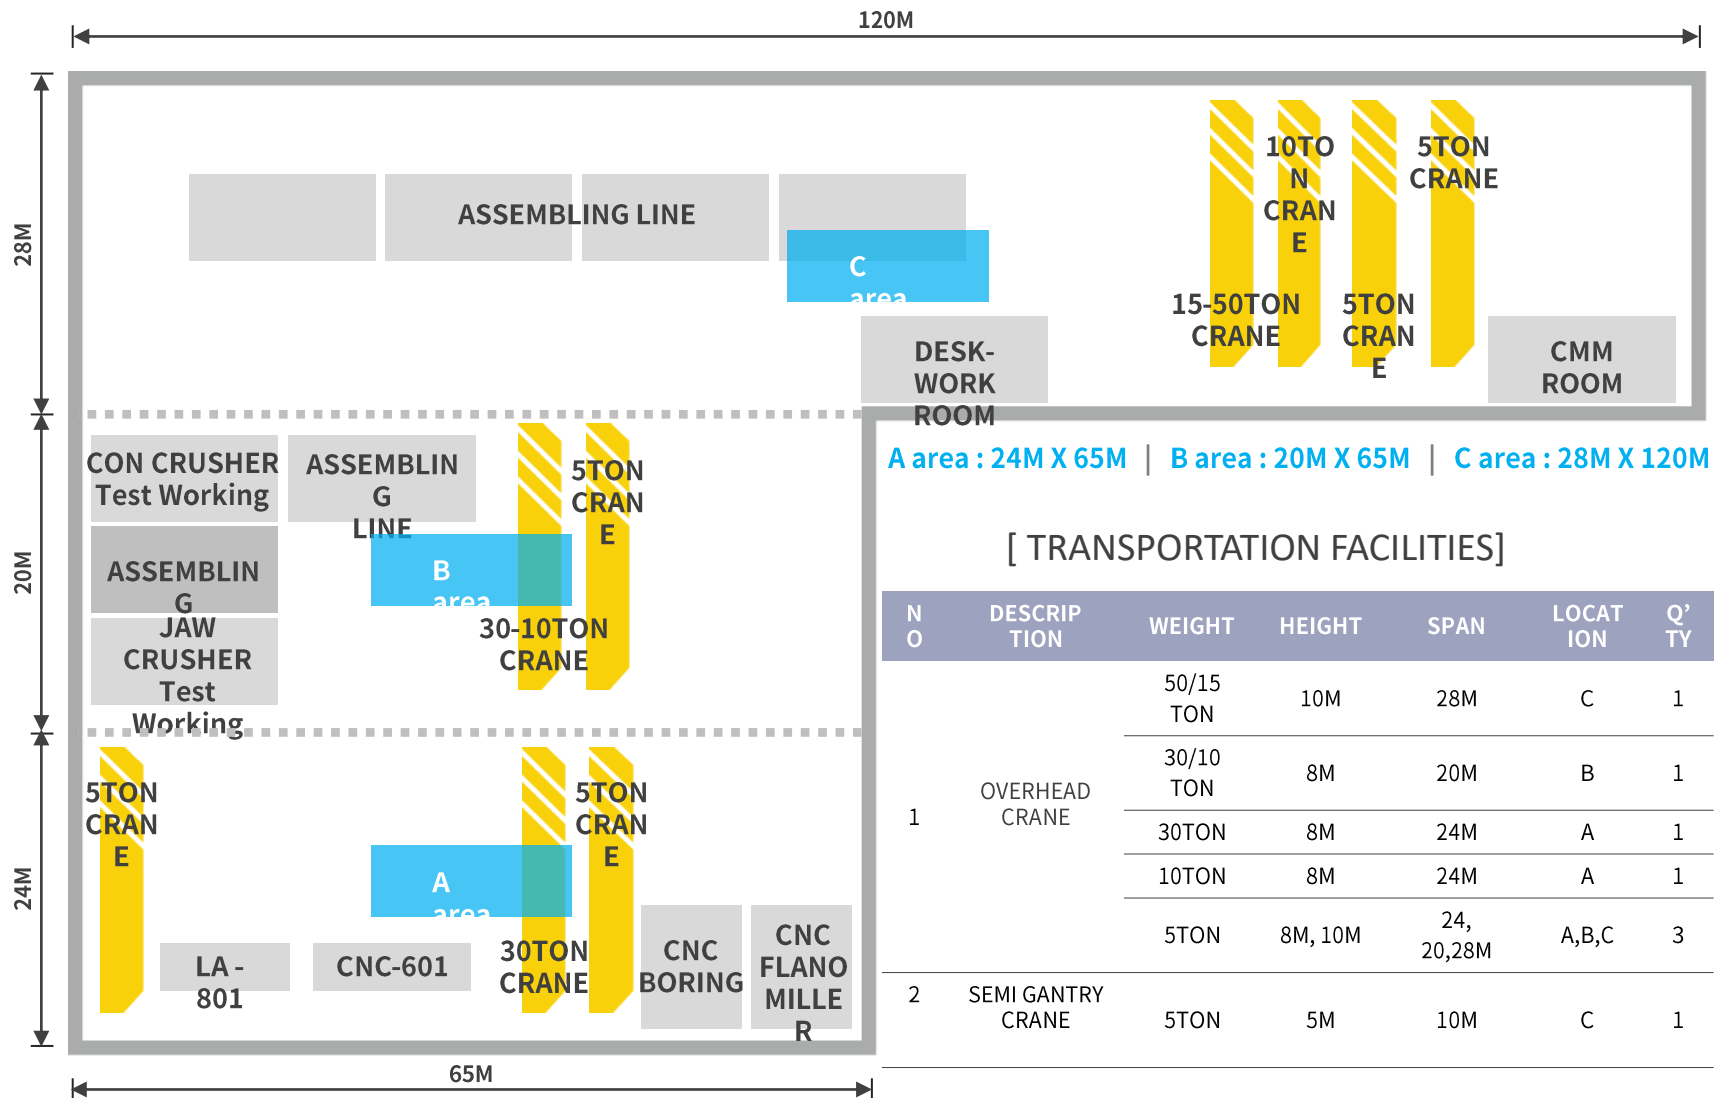 120M
28M
10TO
N
CRAN
E
5TON
CRANE
ASSEMBLING LINE
C
area
15-50TON
CRANE
5TON
CRAN
E
DESK-
WORK
ROOM
CMM
ROOM
20M
CON CRUSHER
Test Working
ASSEMBLIN
G
LINE
5TON
CRAN
E
ASSEMBLIN
G
B
area
JAW
CRUSHER
Test
Working
30-10TON
CRANE
24M
5TON
CRAN
E
5TON
CRAN
E
A
area
LA -
801
CNC-601
30TON
CRANE
CNC
BORING
CNC
FLANO
MILLE
R
65M
A area : 24M X 65M | B area : 20M X 65M | C area : 28M X 120M
[ TRANSPORTATION FACILITIES]
N
O
DESCRIP
TION
WEIGHT
HEIGHT
SPAN
LOCAT
ION
Q’
TY
1
OVERHEAD
CRANE
50/15
TON
10M
28M
C
1
30/10
TON
8M
20M
B
1
30TON
8M
24M
A
1
10TON
8M
24M
A
1
5TON
8M, 10M
24,
20,28M
A,B,C
3
2
SEMI GANTRY
CRANE
5TON
5M
10M
C
1